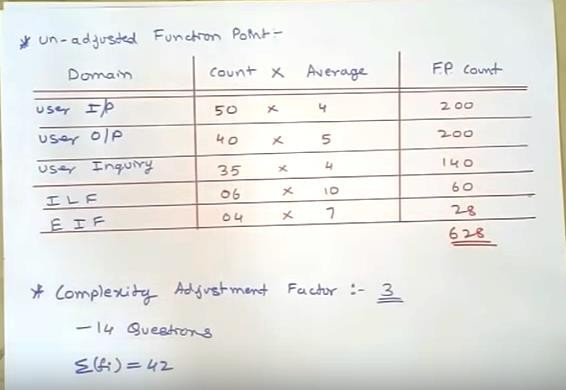 * un-adjusted Function Point:-
Domain Count x Average F.P. Count
user I/p 50 x 4 200
user O/P 40 x 5 200
user Inquiry 35 x 4 140
ILF 06 x 10 60
EIF 04 x 7 28
628
* Complexity Adjustment Factor :- 3
- 14 Questions
Σ(fi) = 42